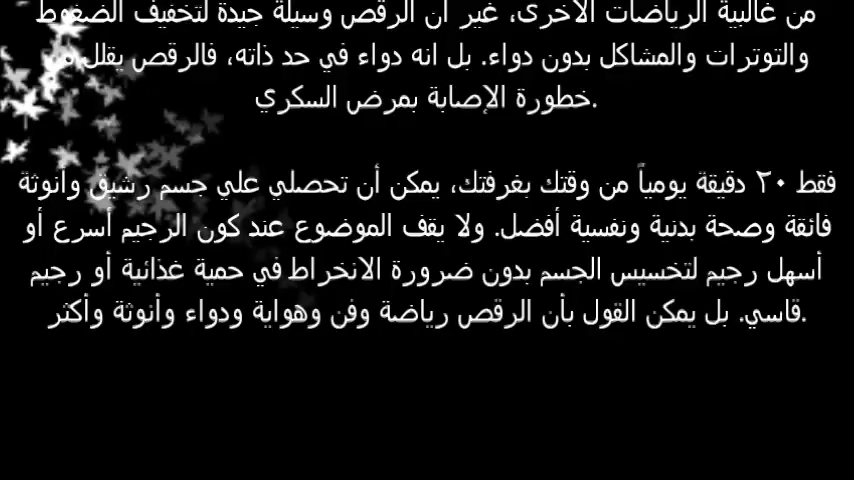 من غالبية الرياضات الأخرى، غير أن الرقص وسيلة جيدة لتخفيف الضغوط
والتوترات والمشاكل بدون دواء. بل انه دواء في حد ذاته، فالرقص يقلل من
خطورة الإصابة بمرض السكري.
فقط ٢٠ دقيقة يومياً من وقتك بغرفتك، يمكن أن تحصلي علي جسم رشيق وأنوثة
فائقة وصحة بدنية ونفسية أفضل. ولا يقف الموضوع عند كون الرجيم أسرع أو
أسهل رجيم لتخسيس الجسم بدون ضرورة الانخراط في حمية غذائية أو رجيم
قاسي. بل يمكن القول بأن الرقص رياضة وفن وهواية ودواء وأنوثة وأكثر.